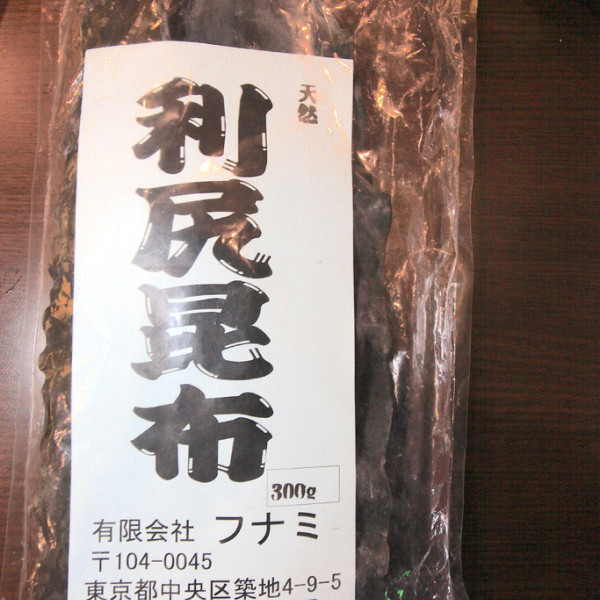 天然
利尻昆布
300g
有限会社 フナミ
〒104-0045
東京都中央区築地4-9-5